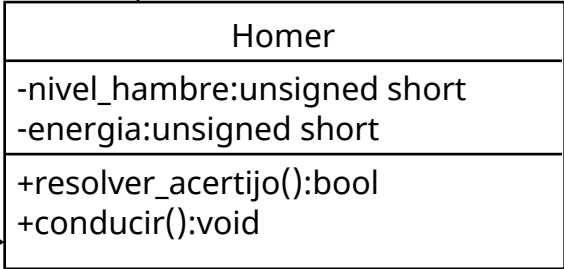 Homer
-nivel_hambre:unsigned short
-energia:unsigned short
+resolver_acertijo():bool
+conducir():void